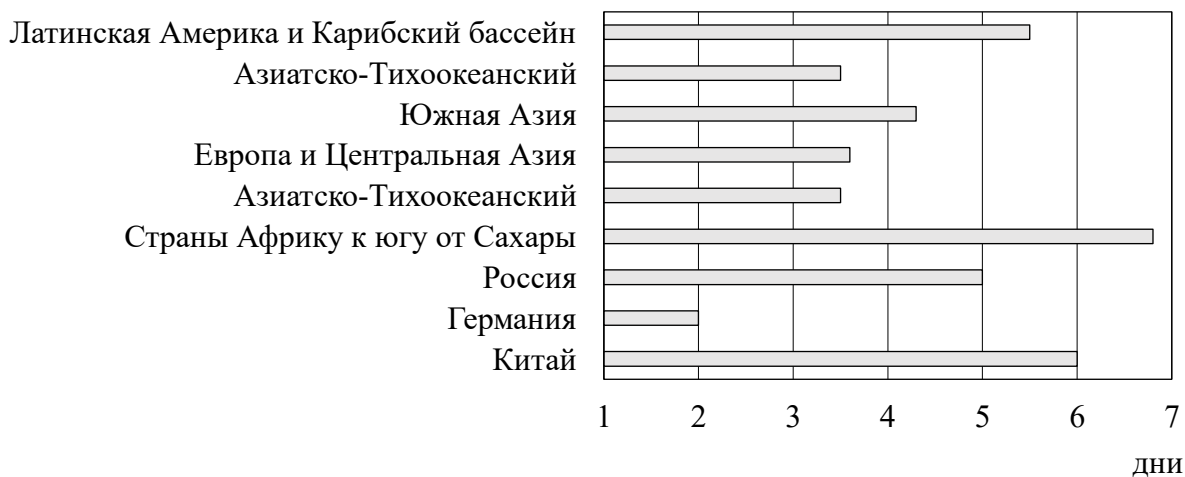 Латинская Америка и Карибский бассейн
Азиатско-Тихоокеанский
Южная Азия
Европа и Центральная Азия
Азиатско-Тихоокеанский
Страны Африку к югу от Сахары
Россия
Германия
Китай
1 2 3 4 5 6 7
дни